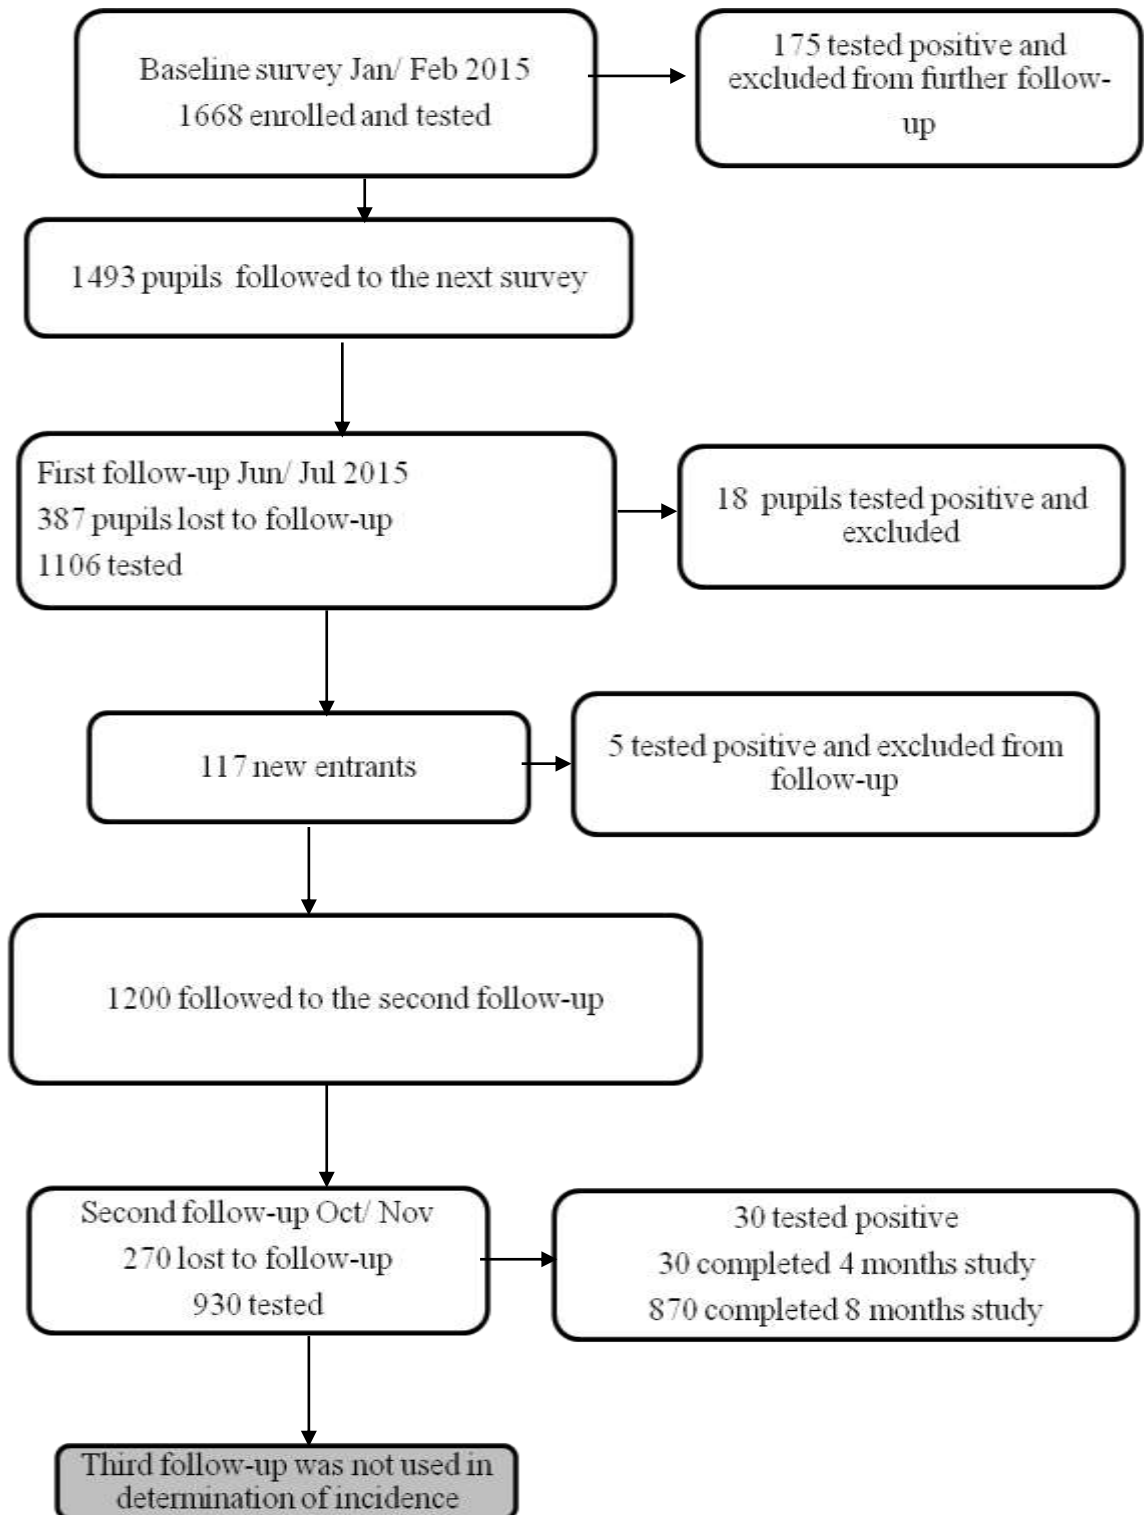 Baseline survey Jan/ Feb 2015
1668 enrolled and tested
175 tested positive and
excluded from further follow-
up
1493 pupils followed to the next survey
First follow-up Jun/ Jul 2015
387 pupils lost to follow-up
1106 tested
18 pupils tested positive and
excluded
117 new entrants
5 tested positive and excluded from
follow-up
1200 followed to the second follow-up
Second follow-up Oct/ Nov
270 lost to follow-up
930 tested
30 tested positive
30 completed 4 months study
870 completed 8 months study
Third follow-up was not used in
determination of incidence